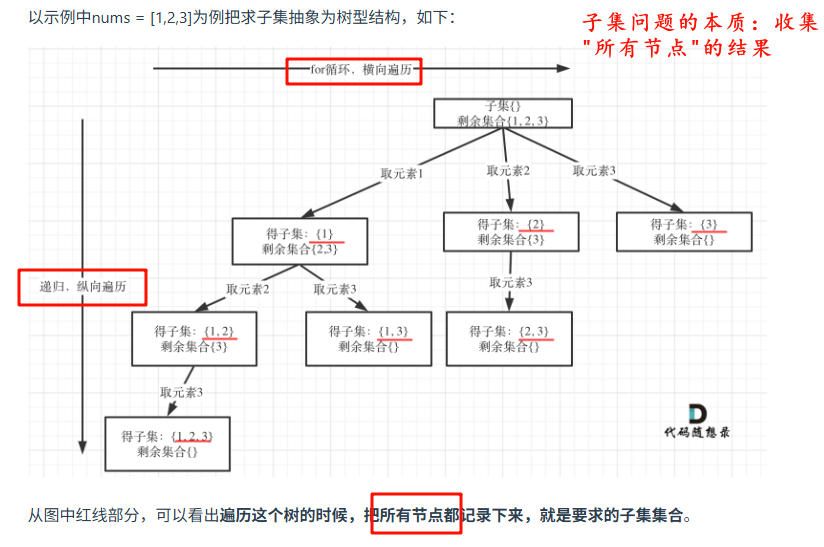 以示例中nums = [1,2,3]为例把求子集抽象为树型结构，如下：
子集问题的本质：收集
"所有节点"的结果
for循环，横向遍历
子集{}
剩余集合{1, 2, 3}
取元素1
取元素2
取元素3
得子集：{1}
剩余集合{2,3}
得子集：{2}
剩余集合{3}
得子集：{3}
剩余集合{}
递归，纵向遍历
取元素2
取元素3
取元素3
得子集：{1, 2}
剩余集合{3}
得子集：{1, 3}
剩余集合{}
得子集：{2, 3}
剩余集合{}
取元素3
得子集：{1, 2, 3}
剩余集合{}
代码随想录
从图中红线部分，可以看出遍历这个树的时候，把所有节点都记录下来，就是要求的子集集合。